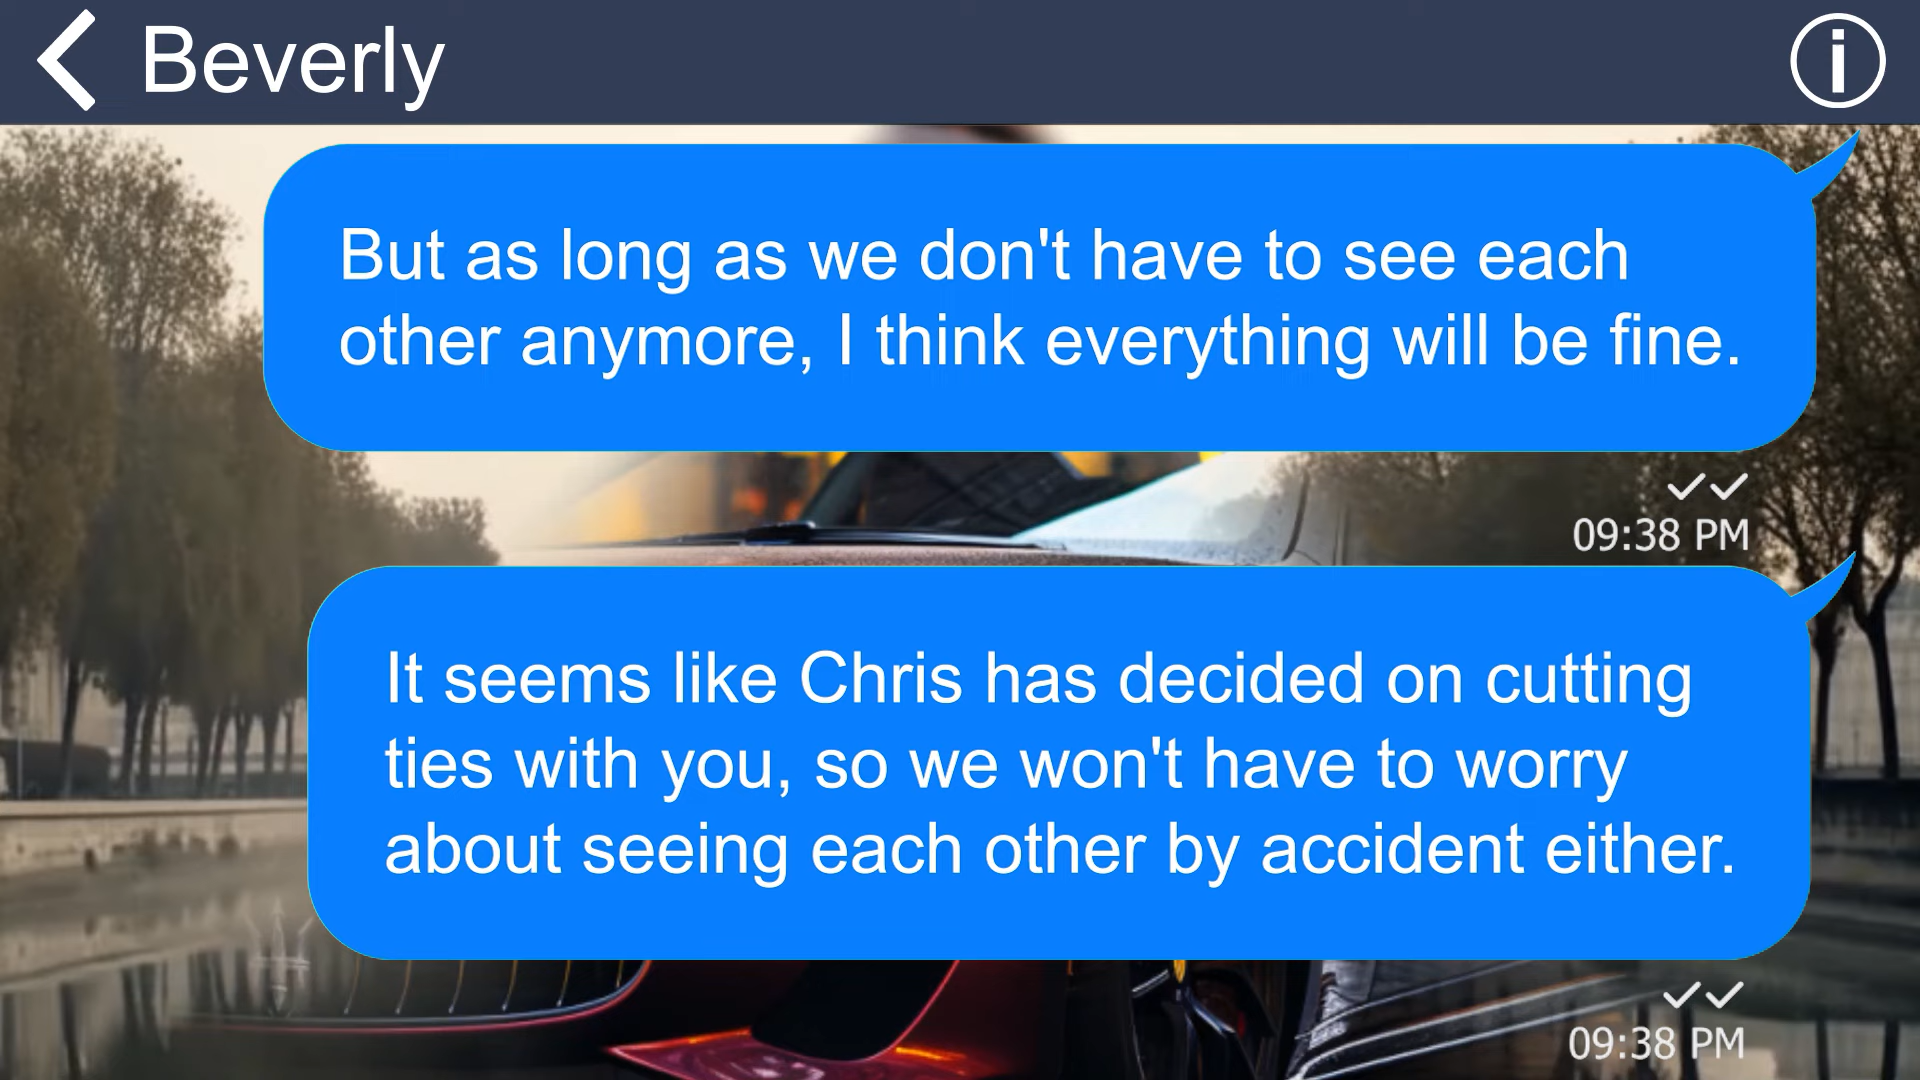 Beverly
But as long as we don't have to see each
other anymore, I think everything will be fine.
09:38 PM
It seems like Chris has decided on cutting
ties with you, so we won't have to worry
about seeing each other by accident either.
09:38 PM